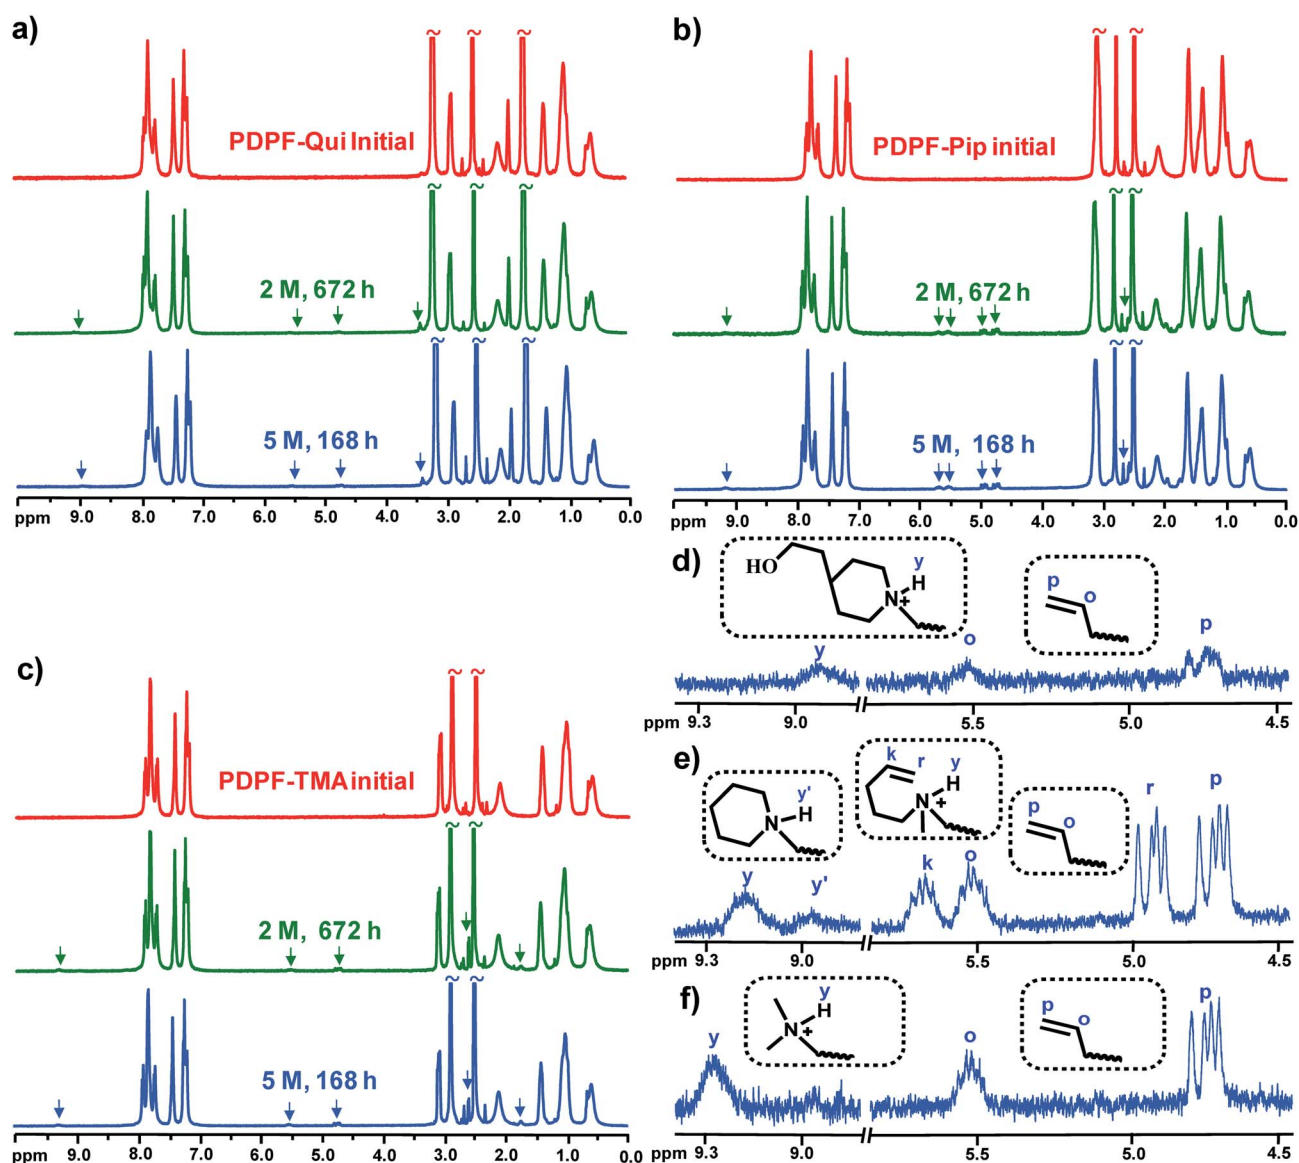 a)
PDPF-Qui Initial
2 M, 672 h
5 M, 168 h
ppm 9.0 8.0 7.0 6.0 5.0 4.0 3.0 2.0 1.0 0.0
b)
PDPF-Pip initial
2 M, 672 h
5 M, 168 h
ppm 9.0 8.0 7.0 6.0 5.0 4.0 3.0 2.0 1.0 0.0
c)
PDPF-TMA initial
2 M, 672 h
5 M, 168 h
ppm 9.0 8.0 7.0 6.0 5.0 4.0 3.0 2.0 1.0 0.0
d)
HO
y
H
N
+
p
o
y
o
p
ppm 9.3 9.0 5.5 5.0 4.5
e)
y'
N H
k
r
y
H
N
+
p
o
y
y'
k
o
r
p
ppm 9.3 9.0 5.5 5.0 4.5
f)
y
H
N
+
p
o
y
o
p
ppm 9.3 9.0 5.5 5.0 4.5